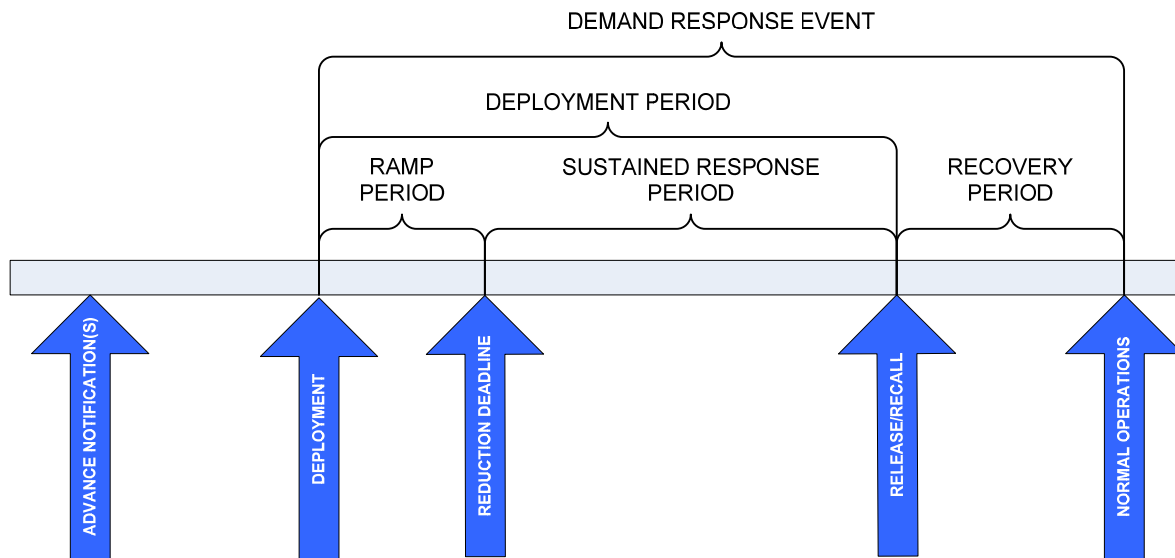 DEMAND RESPONSE EVENT
DEPLOYMENT PERIOD
RAMP
PERIOD
SUSTAINED RESPONSE
PERIOD
RECOVERY
PERIOD
ADVANCE NOTIFICATION(S)
DEPLOYMENT
REDUCTION DEADLINE
RELEASE/RECALL
NORMAL OPERATIONS